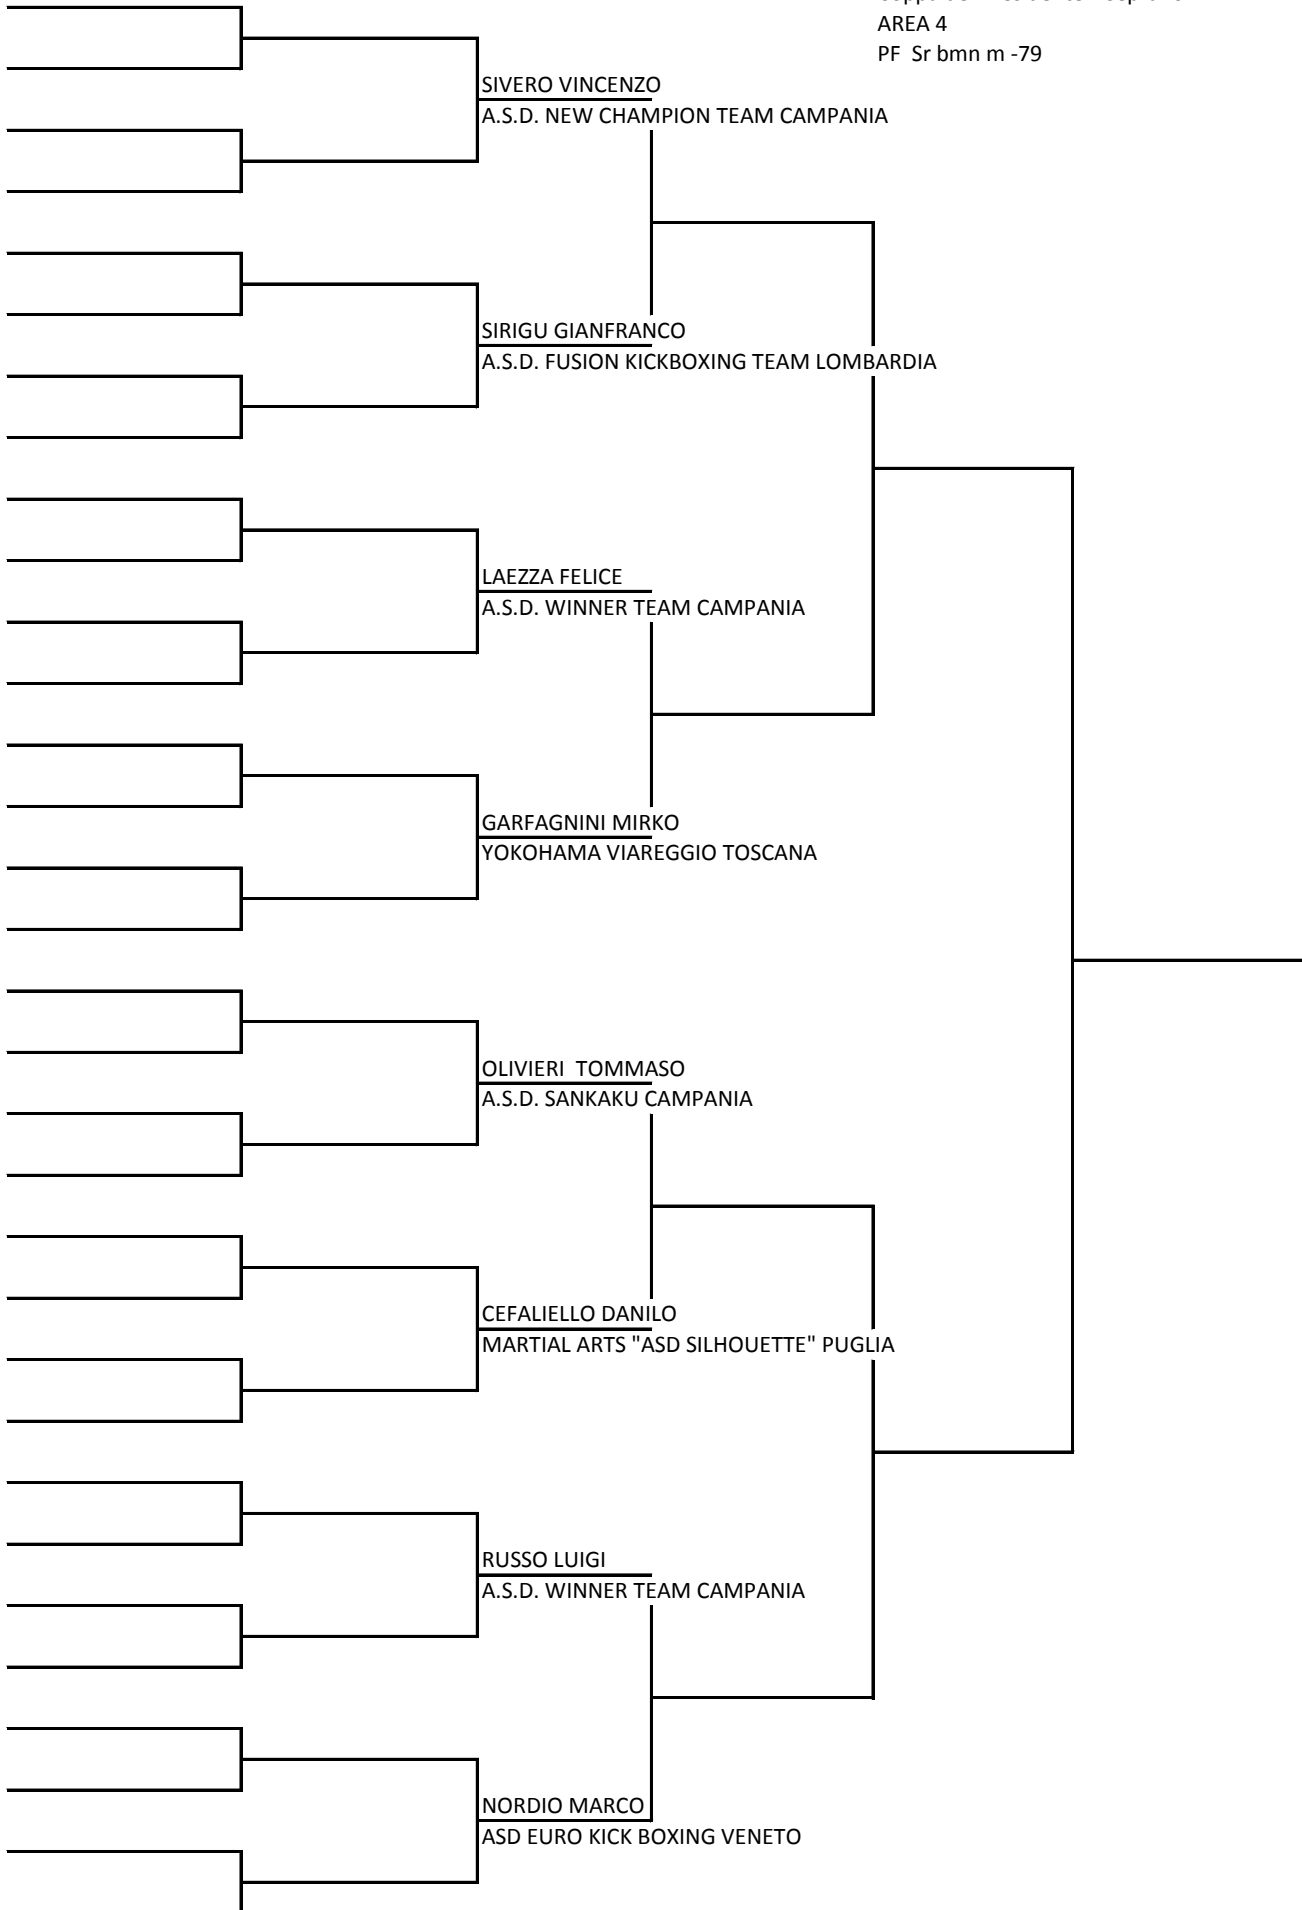 AREA 4
PF  Sr bmn m -79
SIVERO VINCENZO
A.S.D. NEW CHAMPION TEAM CAMPANIA
SIRIGU GIANFRANCO
A.S.D. FUSION KICKBOXING TEAM LOMBARDIA
LAEZZA FELICE
A.S.D. WINNER TEAM CAMPANIA
GARFAGNINI MIRKO
YOKOHAMA VIAREGGIO TOSCANA
OLIVIERI  TOMMASO
A.S.D. SANKAKU CAMPANIA
CEFALIELLO DANILO
MARTIAL ARTS "ASD SILHOUETTE" PUGLIA
RUSSO LUIGI
A.S.D. WINNER TEAM CAMPANIA
NORDIO MARCO
ASD EURO KICK BOXING VENETO